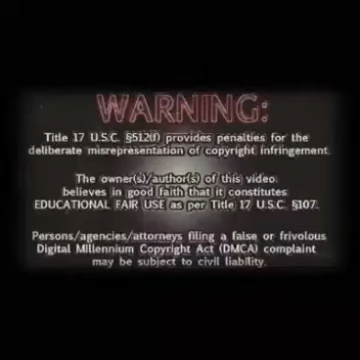 WARNING:
Title 17 U.S.C. §512(f) provides penalties for the
deliberate misrepresentation of copyright infringement.
The owner(s)/author(s) of this video
believes in good faith that it constitutes
EDUCATIONAL FAIR USE as per Title 17 U.S.C. §107.
Persons/agencies/attorneys filing a false or frivolous
Digital Millennium Copyright Act (DMCA) complaint
may be subject to civil liability.